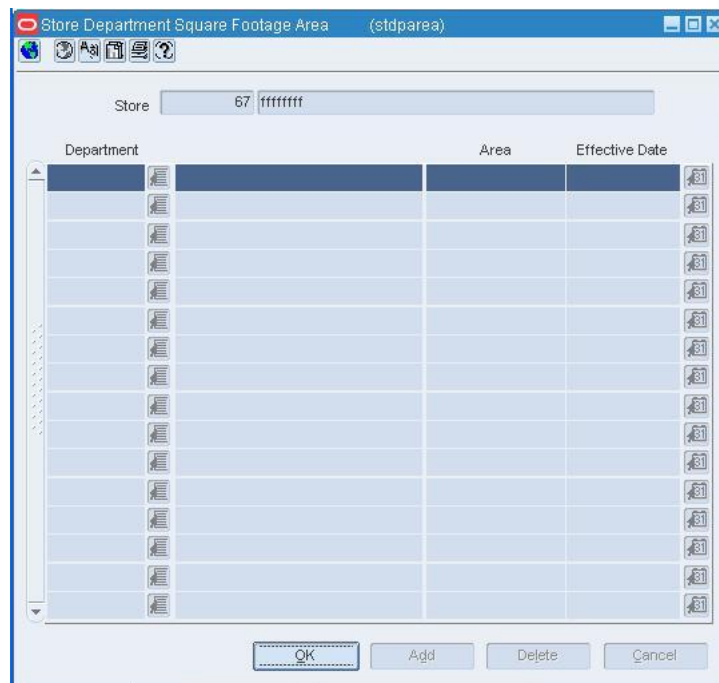 Store Department Square Footage Area (stdparea)
Store 67 ffffffff
Department Area Effective Date
OK Add Delete Cancel